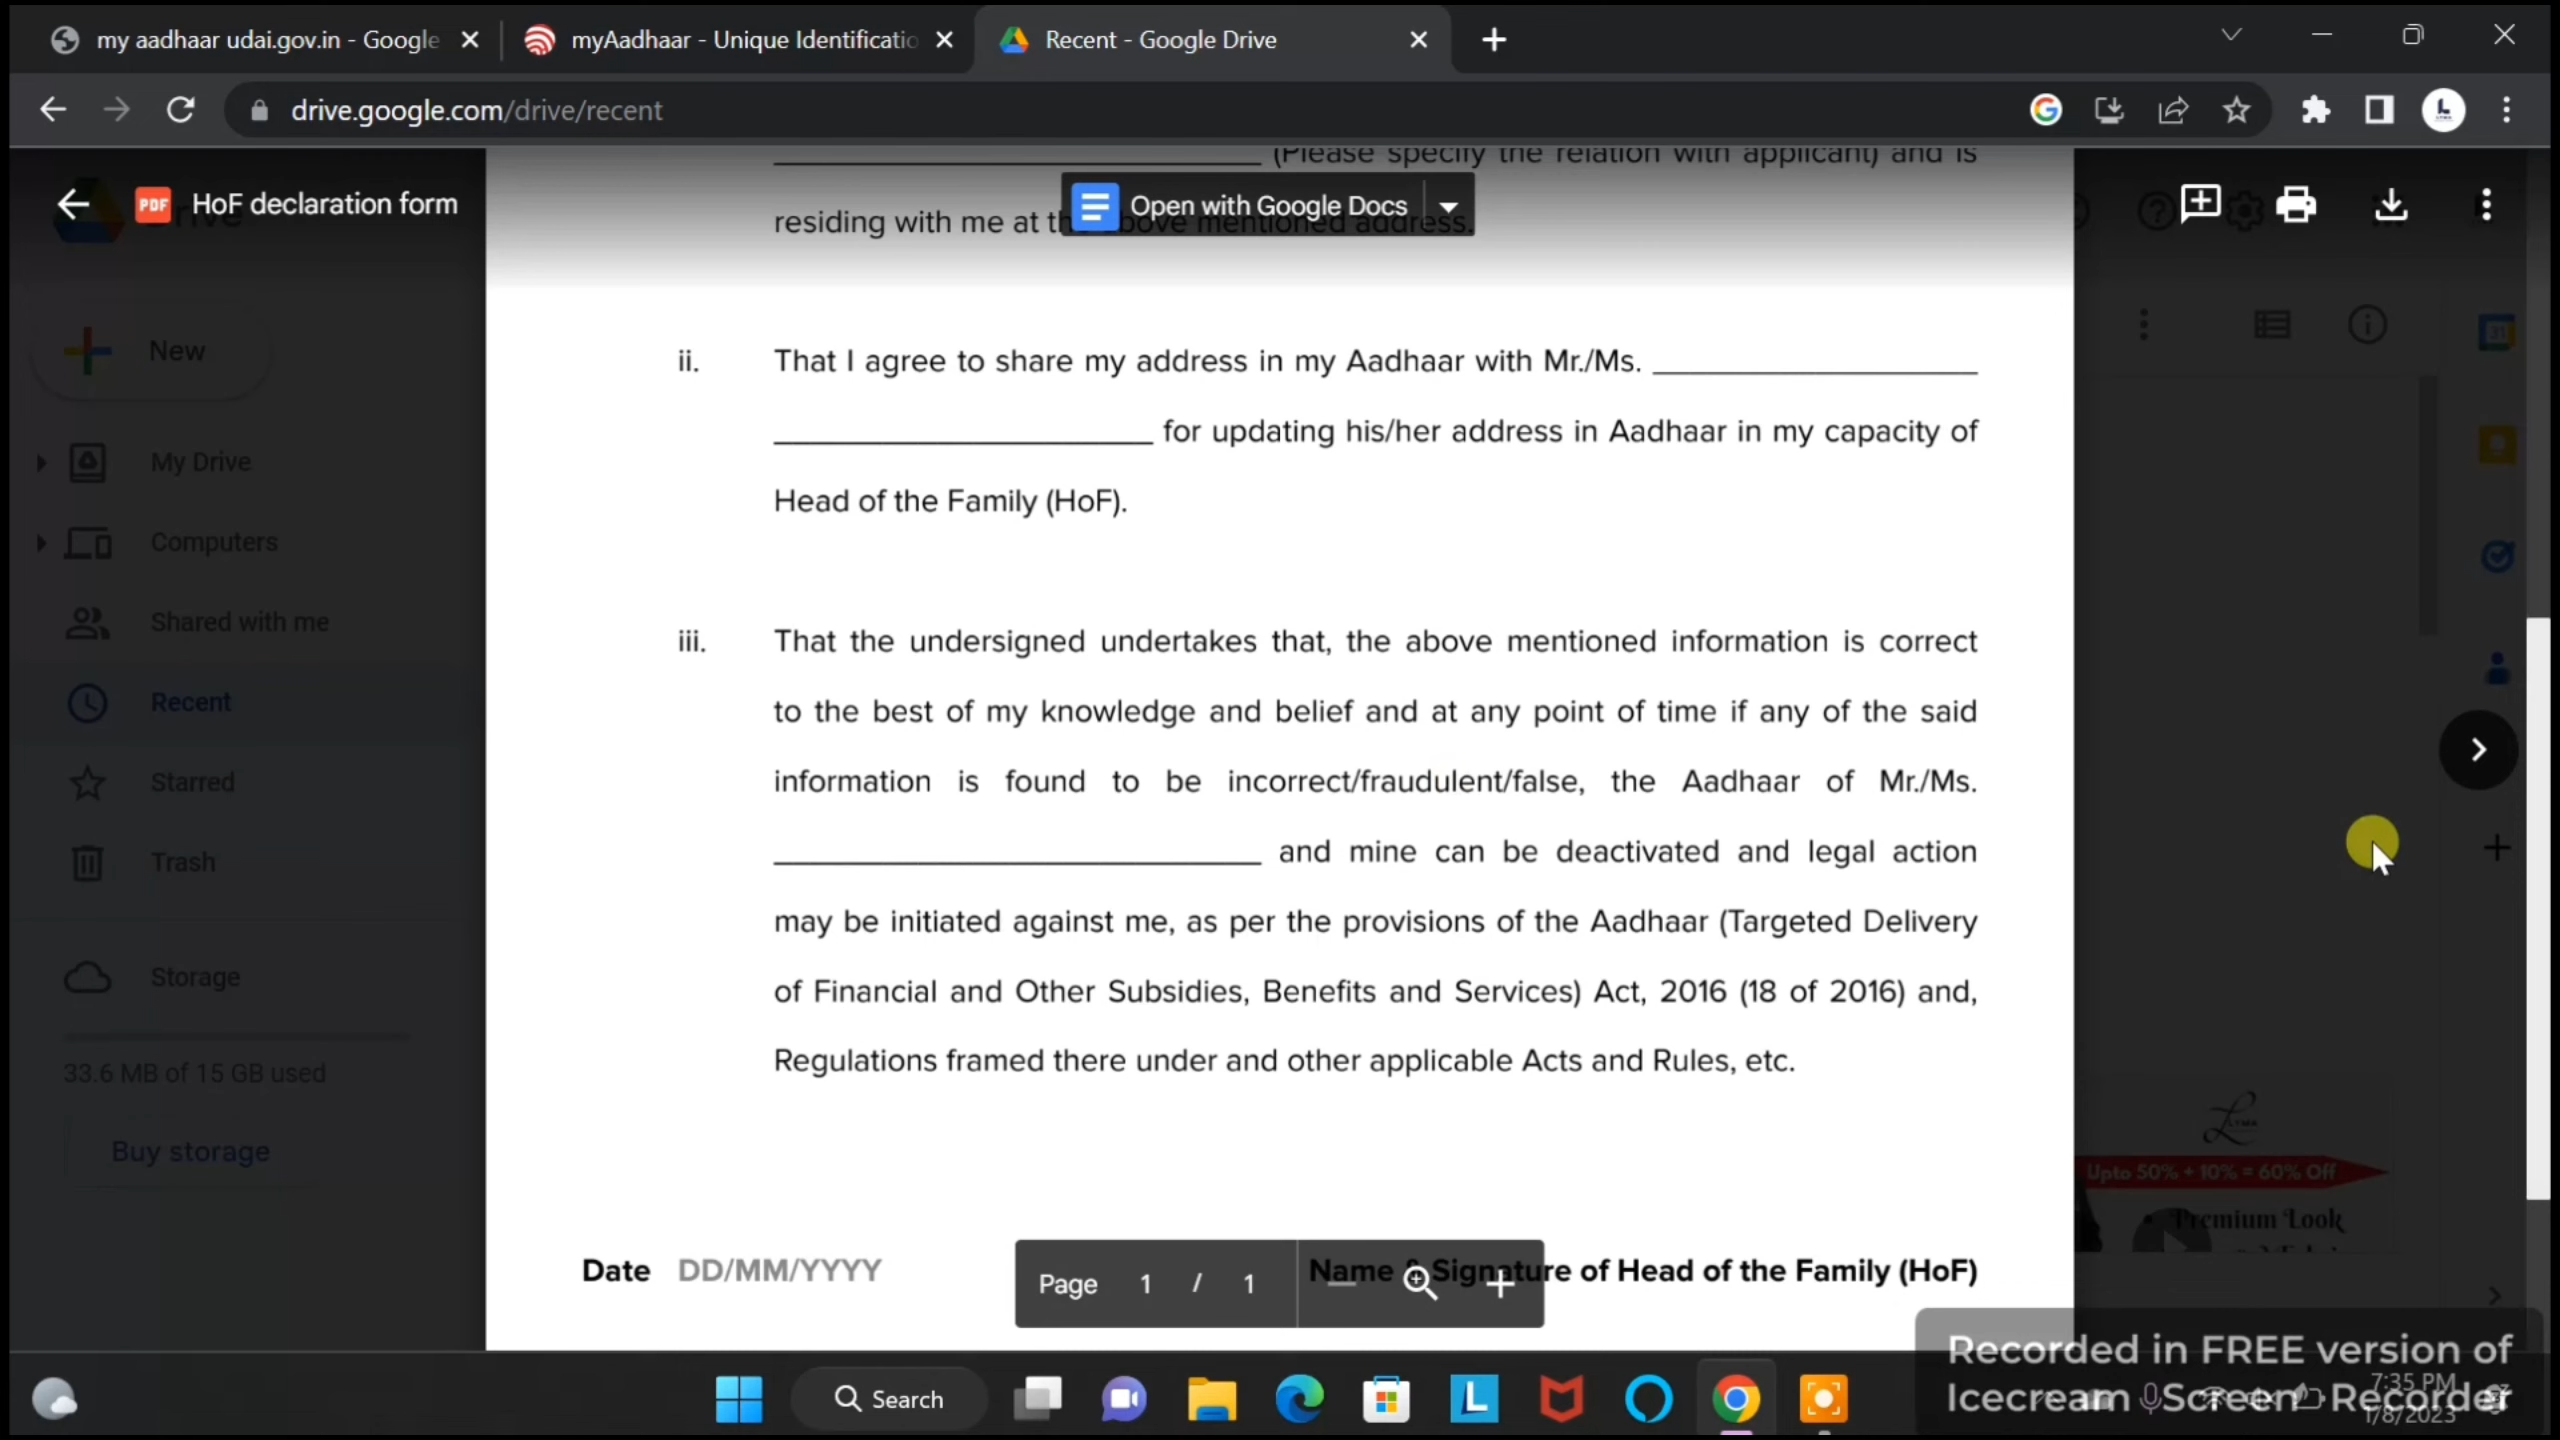 my aadhaar udai.gov.in - Google
myAadhaar - Unique Identificatio
Recent - Google Drive
drive.google.com/drive/recent
(Please specify the relation with applicant) and is
PDF HoF declaration form
Open with Google Docs
residing with me at the above mentioned address.
New
ii. That I agree to share my address in my Aadhaar with Mr./Ms. ____________________
_______________________ for updating his/her address in Aadhaar in my capacity of
Head of the Family (HoF).
My Drive
Computers
Shared with me
Recent
Starred
Trash
Storage
33.6 MB of 15 GB used
Buy storage
iii. That the undersigned undertakes that, the above mentioned information is correct
to the best of my knowledge and belief and at any point of time if any of the said
information is found to be incorrect/fraudulent/false, the Aadhaar of Mr./Ms.
______________________________ and mine can be deactivated and legal action
may be initiated against me, as per the provisions of the Aadhaar (Targeted Delivery
of Financial and Other Subsidies, Benefits and Services) Act, 2016 (18 of 2016) and,
Regulations framed there under and other applicable Acts and Rules, etc.
Upto 50% + 10% = 60% Off
Premium Look
Date DD/MM/YYYY
Name & Signature of Head of the Family (HoF)
Page 1 / 1
Search
Recorded in FREE version of
Icecream Screen Recorder
7:35 PM
1/8/2023